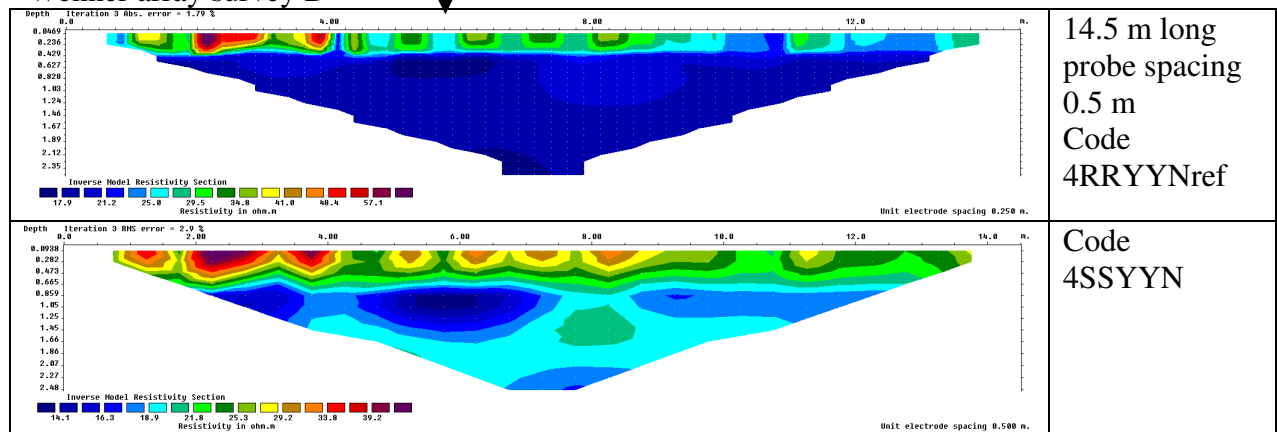 Wenner array survey B
Depth Iteration 3 Abs. error = 1.79 %
0.0 4.00 8.00 12.0 m.
0.0469
0.236
0.429
0.627
0.828
1.03
1.24
1.46
1.67
1.89
2.12
2.35
Inverse Model Resistivity Section
17.9 21.2 25.0 29.5 34.8 41.0 48.4 57.1
Resistivity in ohm.m
Unit electrode spacing 0.250 m.
14.5 m long
probe spacing
0.5 m
Code
4RRYYNref
Depth Iteration 3 RMS error = 2.9 %
0.0 2.00 4.00 6.00 8.00 10.0 12.0 14.0 m.
0.0938
0.282
0.473
0.665
0.859
1.05
1.25
1.45
1.66
1.86
2.07
2.27
2.48
Inverse Model Resistivity Section
14.1 16.3 18.9 21.8 25.3 29.2 33.8 39.2
Resistivity in ohm.m
Unit electrode spacing 0.500 m.
Code
4SSYYN